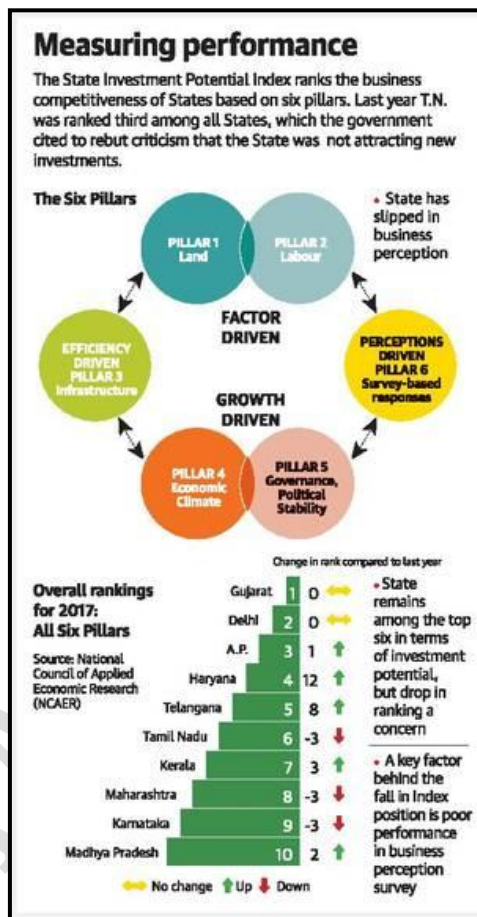 Measuring performance
The State Investment Potential Index ranks the business
competitiveness of States based on six pillars. Last year T.N.
was ranked third among all States, which the government
cited to rebut criticism that the State was not attracting new
investments.
The Six Pillars
PILLAR 1
Land
PILLAR 2
Labour
• State has
slipped in
business
perception
FACTOR
DRIVEN
EFFICIENCY
DRIVEN
PILLAR 3
Infrastructure
PERCEPTIONS
DRIVEN
PILLAR 6
Survey-based
responses
GROWTH
DRIVEN
PILLAR 4
Economic
Climate
PILLAR 5
Governance,
Political
Stability
Change in rank compared to last year
Overall rankings
for 2017:
All Six Pillars
Source: National
Council of Applied
Economic Research
(NCAER)
Gujarat 1 0
Delhi 2 0
A.P. 3 1
Haryana 4 12
Telangana 5 8
Tamil Nadu 6 -3
Kerala 7 3
Maharashtra 8 -3
Karnataka 9 -3
Madhya Pradesh 10 2
No change Up Down
• State
remains
among the top
six in terms
of investment
potential,
but drop in
ranking a
concern
• A key factor
behind the
fall in Index
position is poor
performance
in business
perception
survey